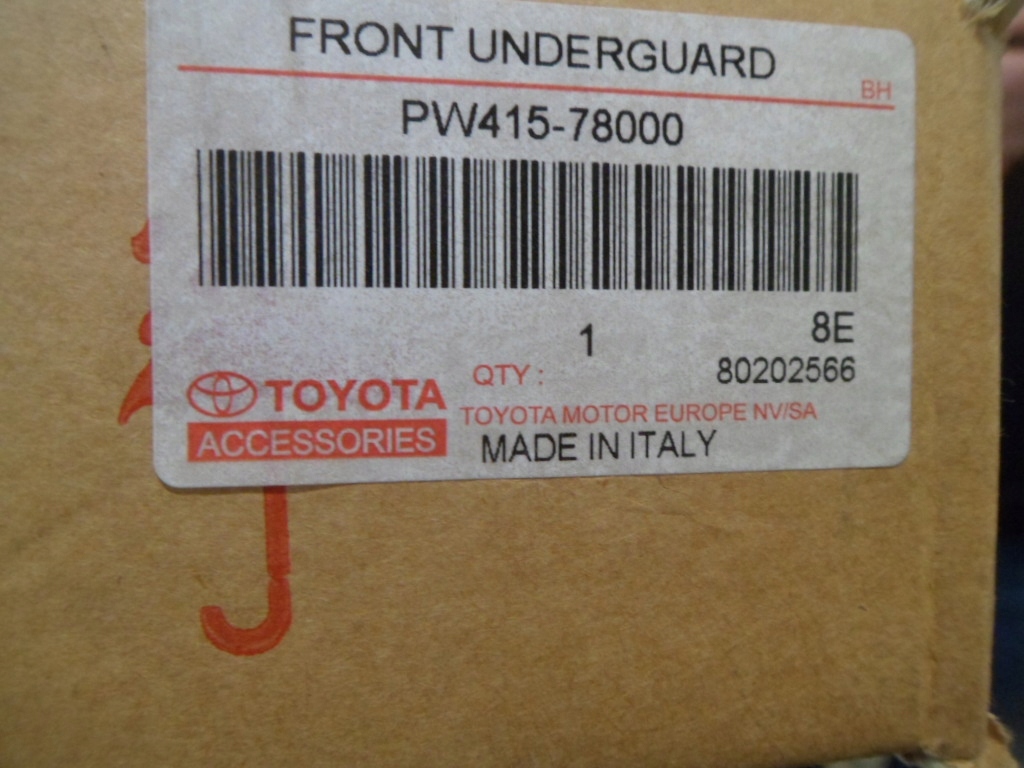 FRONT UNDERGUARD
BH
PW415-78000
1
8E
QTY :
80202566
TOYOTA
ACCESSORIES
TOYOTA MOTOR EUROPE NV/SA
MADE IN ITALY